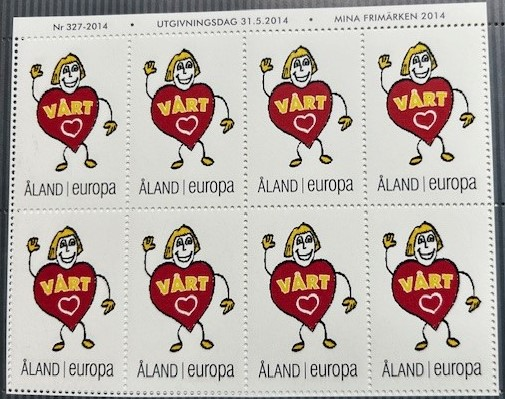 Nr 327-2014 • UTGIVNINGSDAG 31.5.2014 • MINA FRIMÄRKEN 2014
VÅRT VÅRT VÅRT VÅRT
ÅLAND | europa ÅLAND | europa ÅLAND | europa ÅLAND | europa
VÅRT VÅRT VÅRT VÅRT
ÅLAND | europa ÅLAND | europa ÅLAND | europa ÅLAND | europa